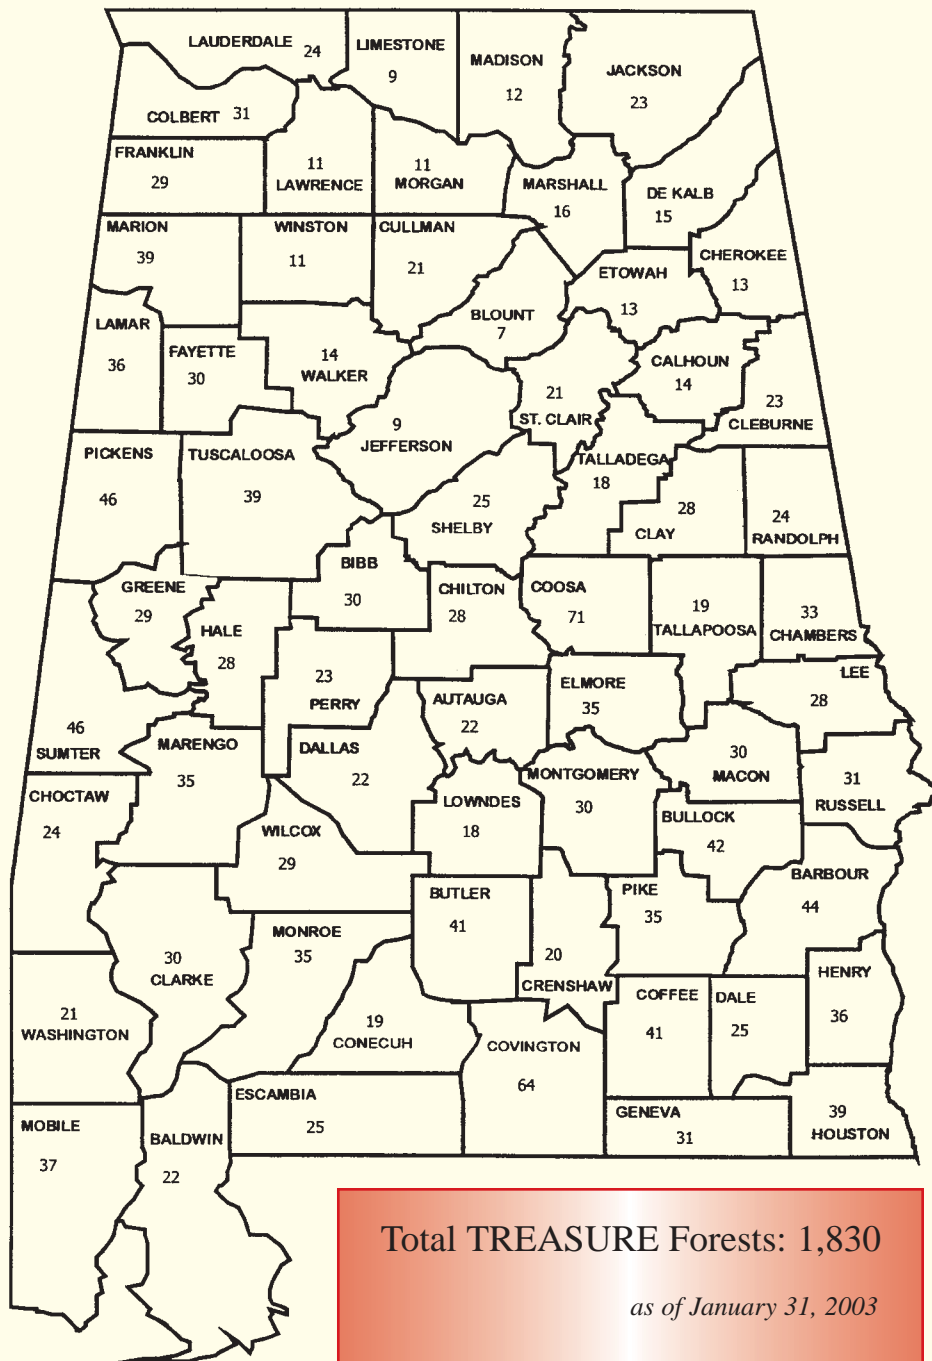 LAUDERDALE 24
LIMESTONE
9
MADISON
12
JACKSON
23
COLBERT 31
FRANKLIN
29
11
LAWRENCE
11
MORGAN
MARSHALL
16
DE KALB
15
MARION
39
WINSTON
11
CULLMAN
21
ETOWAH
13
CHEROKEE
13
BLOUNT
7
LAMAR
36
FAYETTE
30
14
WALKER
9
JEFFERSON
21
ST. CLAIR
CALHOUN
14
23
CLEBURNE
PICKENS
46
TUSCALOOSA
39
25
SHELBY
TALLADEGA
18
28
CLAY
24
RANDOLPH
GREENE
29
HALE
28
BIBB
30
CHILTON
28
COOSA
71
19
TALLAPOOSA
33
CHAMBERS
23
PERRY
AUTAUGA
22
ELMORE
35
LEE
28
46
SUMTER
MARENGO
35
DALLAS
22
LOWNDES
18
MONTGOMERY
30
30
MACON
31
RUSSELL
CHOCTAW
24
WILCOX
29
BULLOCK
42
BUTLER
41
PIKE
35
BARBOUR
44
30
CLARKE
MONROE
35
20
CRENSHAW
HENRY
36
21
WASHINGTON
19
CONECUH
COVINGTON
64
COFFEE
41
DALE
25
ESCAMBIA
25
GENEVA
31
39
HOUSTON
MOBILE
37
BALDWIN
22
Total TREASURE Forests: 1,830
as of January 31, 2003